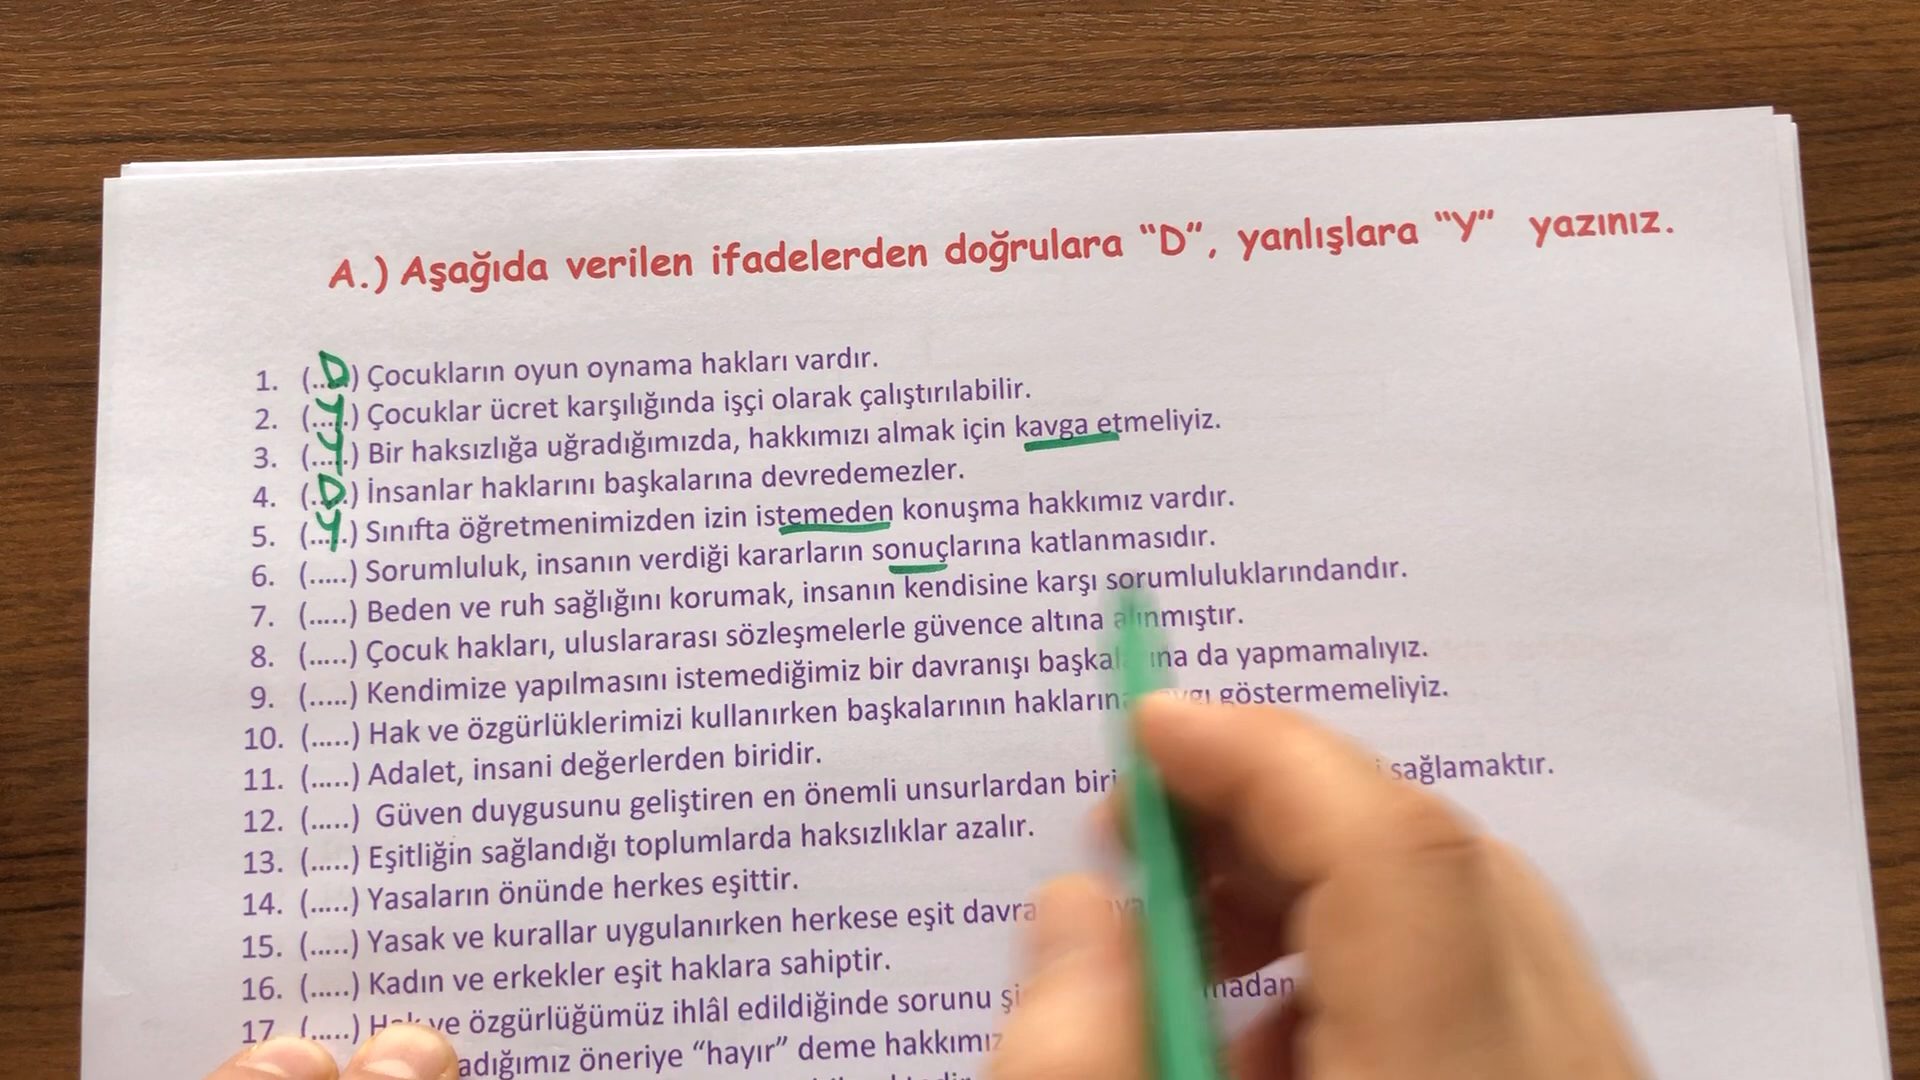 A.) Aşağıda verilen ifadelerden doğrulara "D", yanlışlara "Y" yazınız.
1. (..D..) Çocukların oyun oynama hakları vardır.
2. (..Y..) Çocuklar ücret karşılığında işçi olarak çalıştırılabilir.
3. (..Y..) Bir haksızlığa uğradığımızda, hakkımızı almak için kavga etmeliyiz.
4. (..D..) İnsanlar haklarını başkalarına devredemezler.
5. (..Y..) Sınıfta öğretmenimizden izin istemeden konuşma hakkımız vardır.
6. (.....) Sorumluluk, insanın verdiği kararların sonuçlarına katlanmasıdır.
7. (.....) Beden ve ruh sağlığını korumak, insanın kendisine karşı sorumluluklarındandır.
8. (.....) Çocuk hakları, uluslararası sözleşmelerle güvence altına alınmıştır.
9. (.....) Kendimize yapılmasını istemediğimiz bir davranışı başkalarına da yapmamalıyız.
10. (.....) Hak ve özgürlüklerimizi kullanırken başkalarının haklarına saygı göstermemeliyiz.
11. (.....) Adalet, insani değerlerden biridir.
12. (.....) Güven duygusunu geliştiren en önemli unsurlardan biri sağlamaktır.
13. (.....) Eşitliğin sağlandığı toplumlarda haksızlıklar azalır.
14. (.....) Yasaların önünde herkes eşittir.
15. (.....) Yasak ve kurallar uygulanırken herkese eşit
16. (.....) Kadın ve erkekler eşit haklara sahiptir.
17. (.....) Hak ve özgürlüğümüz ihlâl edildiğinde sorunu
öneriye "hayır" deme hakkımız